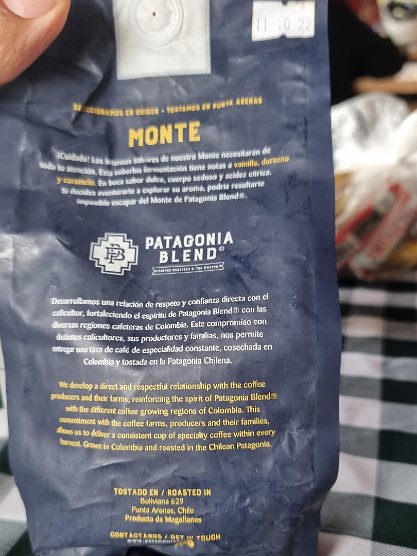 11 10 22
SELECCIONAMOS EN ORIGEN • TOSTAMOS EN PUNTA ARENAS
MONTE
¡Cuidado! Los intensos sabores de nuestro Monte necesitarán de
toda tu atención. Esta soberbia fermentación tiene notas a vainilla, durazno
y caramelo. En boca sabor dulce, cuerpo sedoso y acidez cítrica.
Si decides aventurarte a explorar su aroma, podría resultarte
imposible escapar del Monte de Patagonia Blend®.
PB
PATAGONIA
BLEND®
COFFEE ROASTERS & TEA
Desarrollamos una relación de respeto y confianza directa con el
caficultor, fortaleciendo el espíritu de Patagonia Blend® con las
diversas regiones cafeteras de Colombia. Este compromiso con
distintos caficultores, sus productores y familias, nos permite
entregar una taza de café de especialidad constante, cosechada en
Colombia y tostada en la Patagonia Chilena.
We develop a direct and respectful relationship with the coffee
producers and their farms, reinforcing the spirit of Patagonia Blend®
with the different coffee growing regions of Colombia. This
commitment with the coffee farms, producers and their families,
allows us to deliver a consistent cup of specialty coffee within every
harvest. Grown in Colombia and roasted in the Chilean Patagonia.
TOSTADO EN / ROASTED IN
Boliviana 629
Punta Arenas, Chile
Producto de Magallanes
CONTACTANOS / GET IN TOUCH